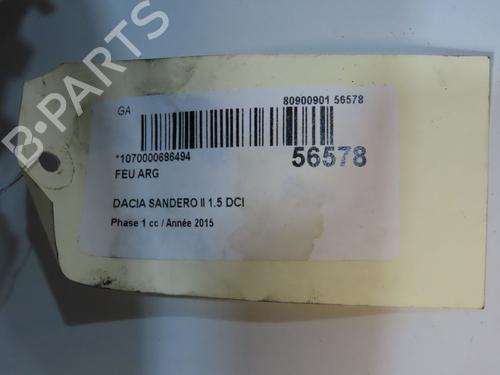 B-PARTS
GA
80900901 56578
*1070000686494
56578
FEU ARG
DACIA SANDERO II 1.5 DCI
Phase 1 cc / Année 2015